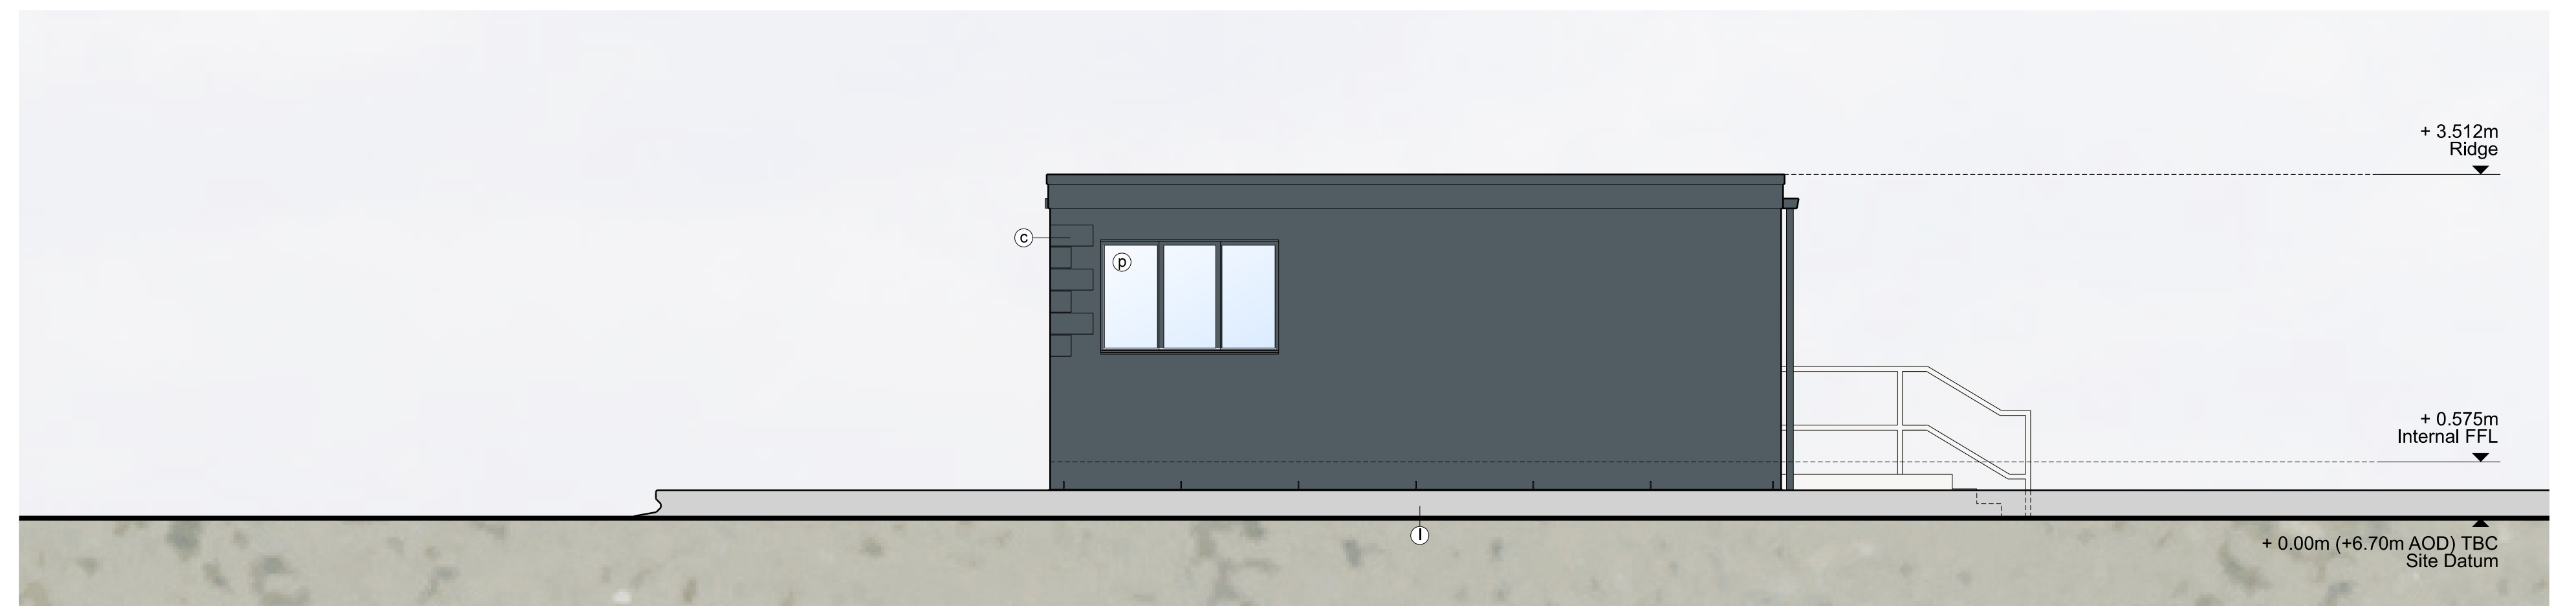 + 3.512m
Ridge
c
p
+ 0.575m
Internal FFL
l
+ 0.00m (+6.70m AOD) TBC
Site Datum